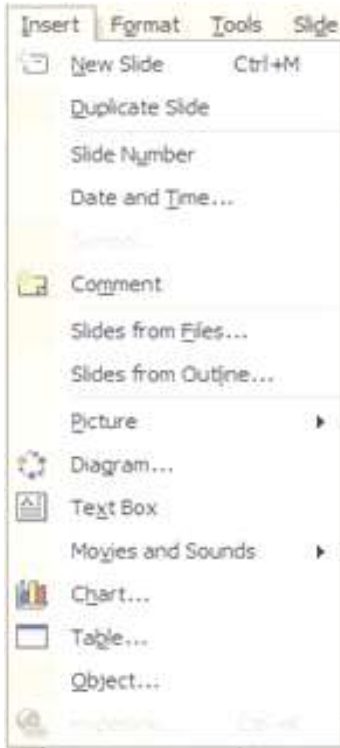 Insert Format Tools Slide
New Slide Ctrl+M
Duplicate Slide
Slide Number
Date and Time...
Comment
Slides from Files...
Slides from Outline...
Picture
Diagram...
Text Box
Movies and Sounds
Chart...
Table...
Object...